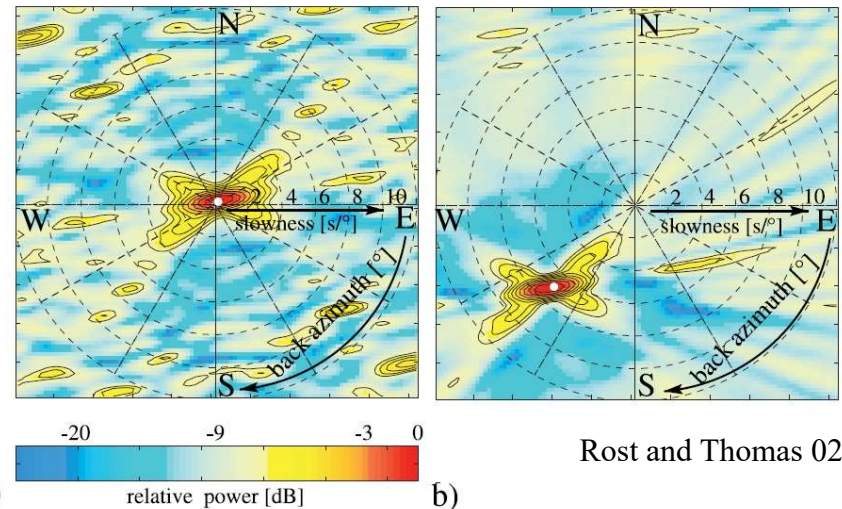 N
W
2 4 6 8 10
E
slowness [s/°]
back azimuth [°]
S
N
W
2 4 6 8 10
E
slowness [s/°]
back azimuth [°]
S
-20 -9 -3 0
relative power [dB]
b)
Rost and Thomas 02